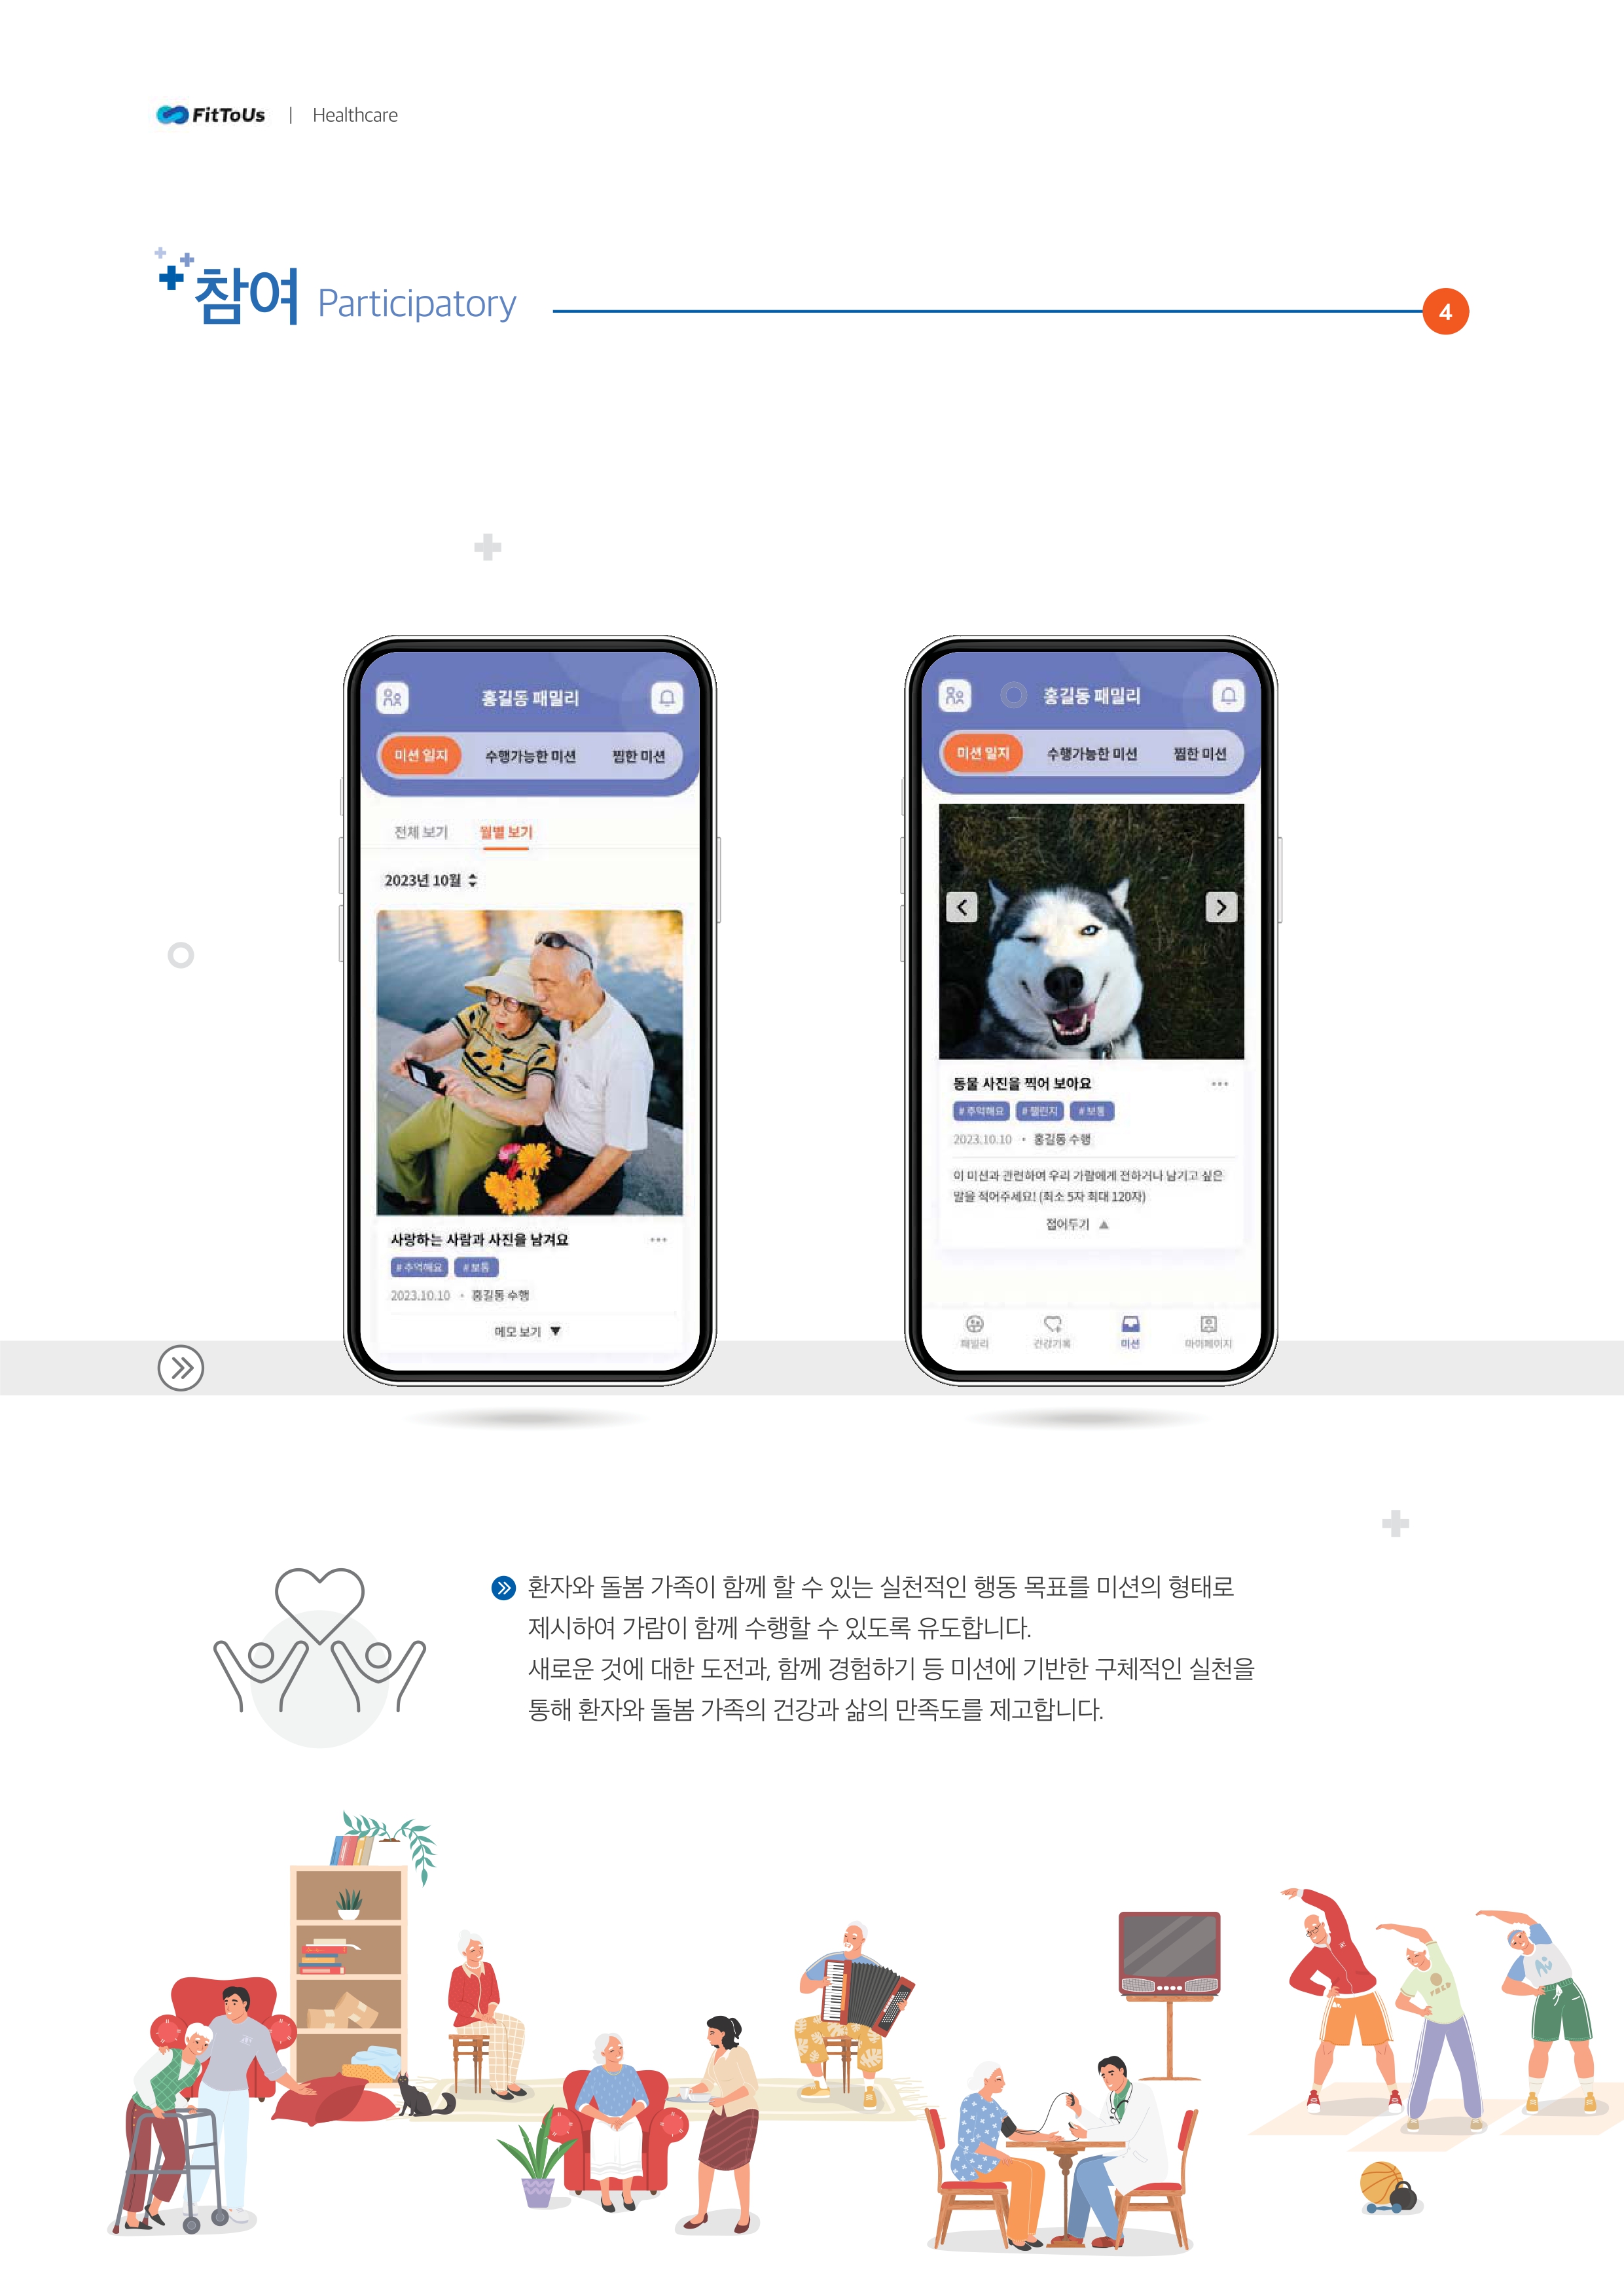 FitToUs | Healthcare
참여 Participatory
4
홍길동 패밀리
미션 일지 수행가능한 미션 찜한 미션
전체 보기 월별 보기
2023년 10월
사랑하는 사람과 사진을 남겨요
# 추억해요 # 보통
2023.10.10 • 홍길동 수행
메모 보기 ▼
홍길동 패밀리
미션 일지 수행가능한 미션 찜한 미션
동물 사진을 찍어 보아요
# 추억해요 # 챌린지 # 보통
2023.10.10 • 홍길동 수행
이 미션과 관련하여 우리 가람에게 전하거나 남기고 싶은
말을 적어주세요! (최소 5자 최대 120자)
접어두기 ▲
패밀리 건강기록 미션 마이페이지
환자와 돌봄 가족이 함께 할 수 있는 실천적인 행동 목표를 미션의 형태로
제시하여 가람이 함께 수행할 수 있도록 유도합니다.
새로운 것에 대한 도전과, 함께 경험하기 등 미션에 기반한 구체적인 실천을
통해 환자와 돌봄 가족의 건강과 삶의 만족도를 제고합니다.